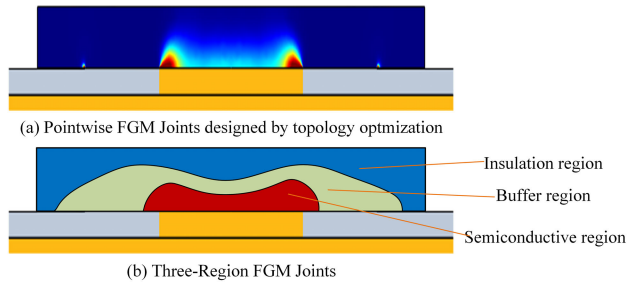 (a) Pointwise FGM Joints designed by topology optmization
Insulation region
Buffer region
Semiconductive region
(b) Three-Region FGM Joints